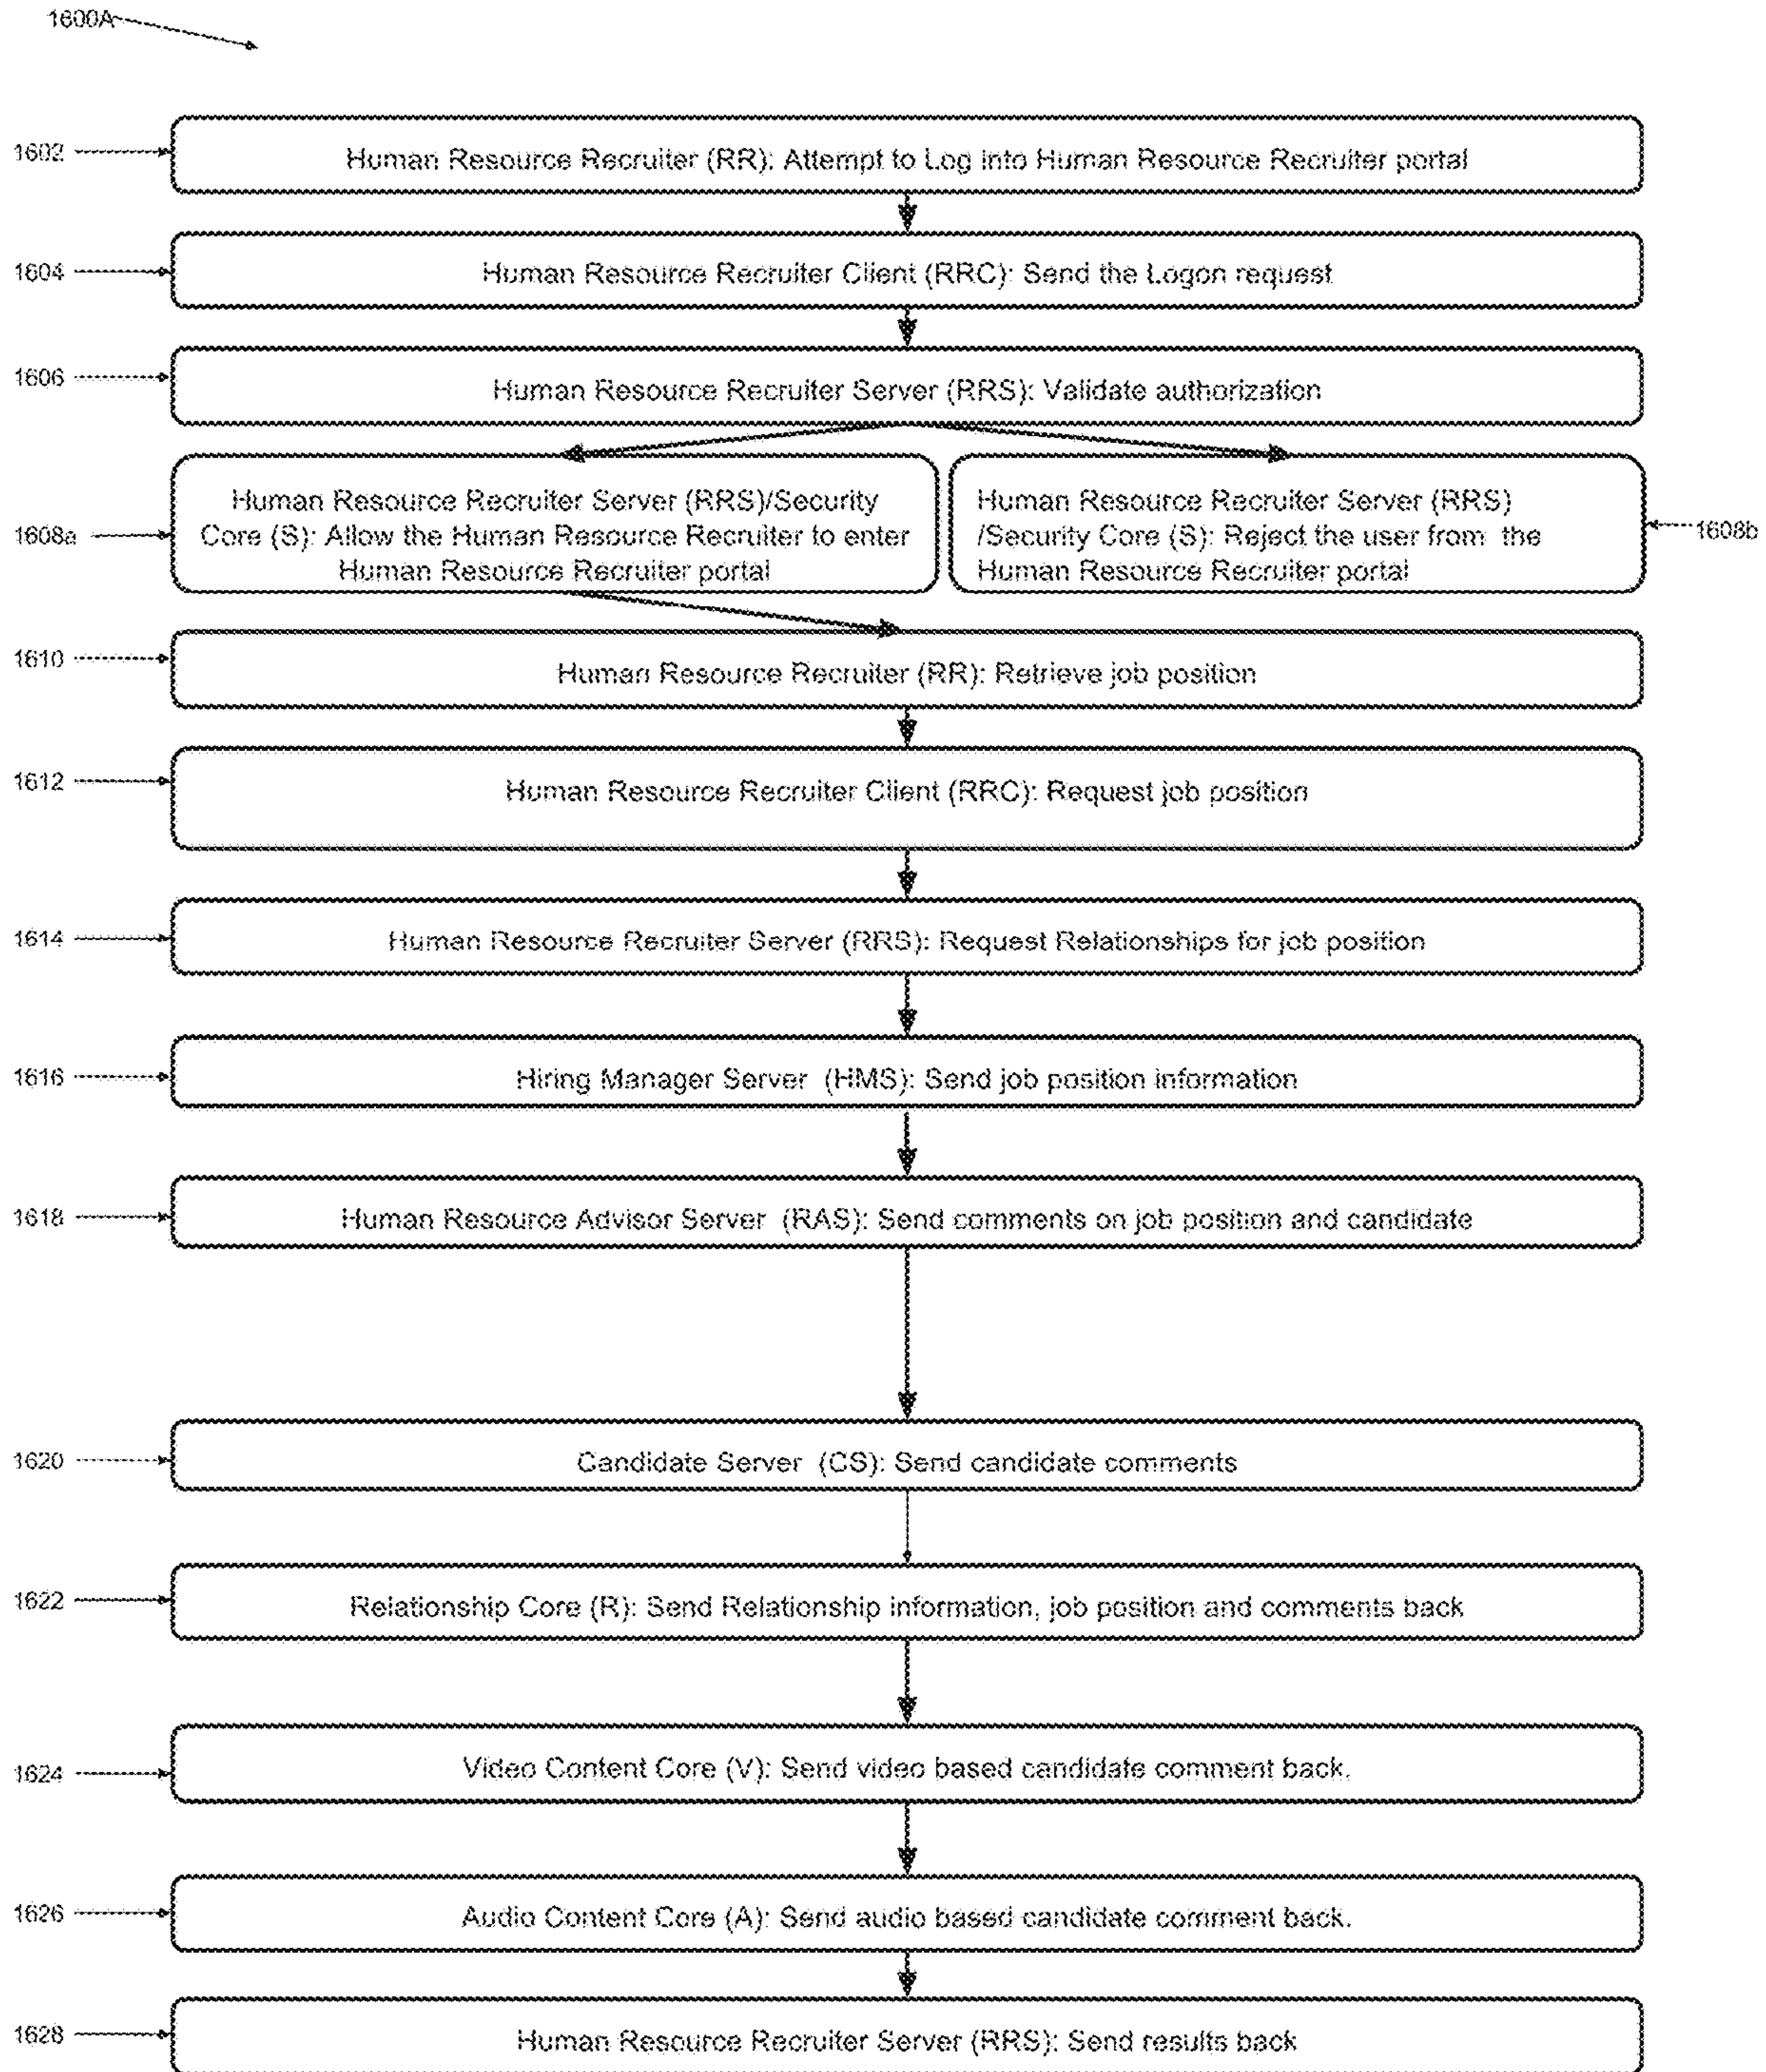 1600A
1602
Human Resource Recruiter (RR): Attempt to Log into Human Resource Recruiter portal
1604
Human Resource Recruiter Client (RRC): Send the Logon request
1606
Human Resource Recruiter Server (RRS): Validate authorization
1608a
Human Resource Recruiter Server (RRS)/Security
Core (S): Allow the Human Resource Recruiter to enter
Human Resource Recruiter portal
Human Resource Recruiter Server (RRS)
/Security Core (S): Reject the user from the
Human Resource Recruiter portal
1608b
1610
Human Resource Recruiter (RR): Retrieve job position
1612
Human Resource Recruiter Client (RRC): Request job position
1614
Human Resource Recruiter Server (RRS): Request Relationships for job position
1616
Hiring Manager Server (HMS): Send job position information
1618
Human Resource Advisor Server (RAS): Send comments on job position and candidate
1620
Candidate Server (CS): Send candidate comments
1622
Relationship Core (R): Send Relationship information, job position and comments back
1624
Video Content Core (V): Send video based candidate comment back.
1626
Audio Content Core (A): Send audio based candidate comment back.
1628
Human Resource Recruiter Server (RRS): Send results back